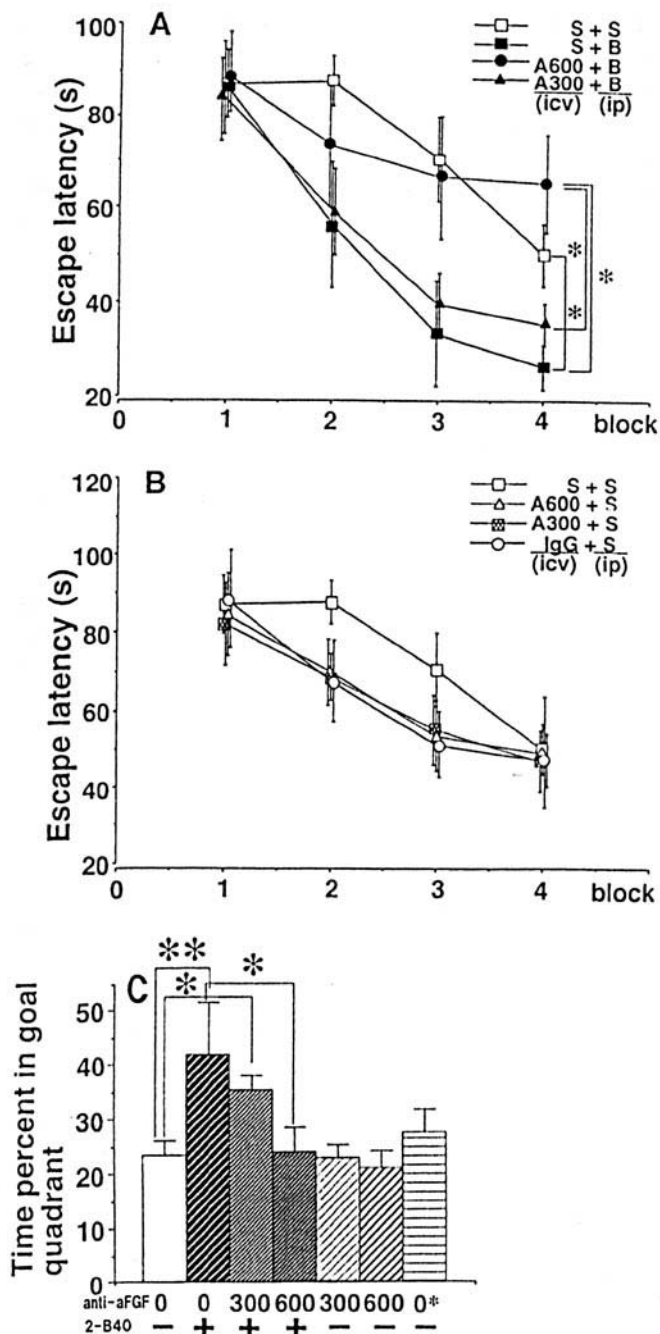 A
S + S
S + B
A600 + B
A300 + B
(icv) (ip)
Escape latency (s)
100
80
60
40
20
*
*
*
0 1 2 3 4 block
B
S + S
A600 + S
A300 + S
IgG + S
(icv) (ip)
Escape latency (s)
120
100
80
60
40
20
0 1 2 3 4 block
C
**
*
*
Time percent in goal
quadrant
50
40
30
20
10
0
anti-aFGF 0 0 300 600 300 600 0*
2-B40 − + + + − − −